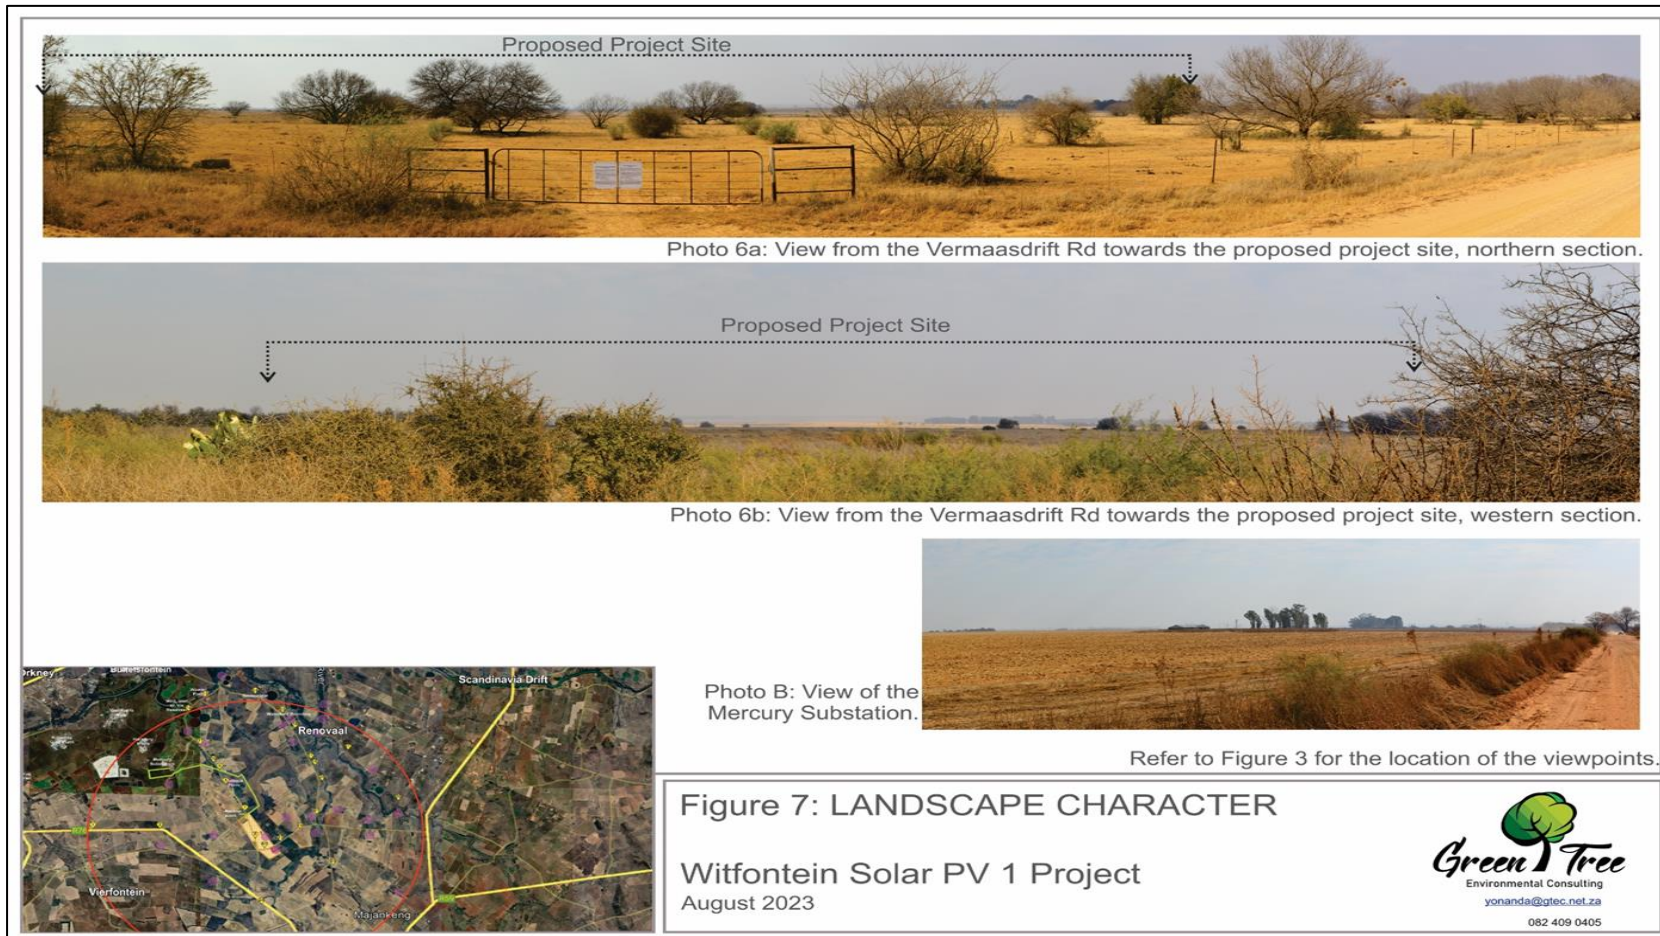 Proposed Project Site
Photo 6a: View from the Vermaasdrift Rd towards the proposed project site, northern section.
Proposed Project Site
Photo 6b: View from the Vermaasdrift Rd towards the proposed project site, western section.
Photo B: View of the
Mercury Substation.
Refer to Figure 3 for the location of the viewpoints.
Scandinavia Drift
Renovaal
R76
Vierfontein
Majankeng
Figure 7: LANDSCAPE CHARACTER
Witfontein Solar PV 1 Project
August 2023
Green Tree
Environmental Consulting
yonanda@gtec.net.za
082 409 0405